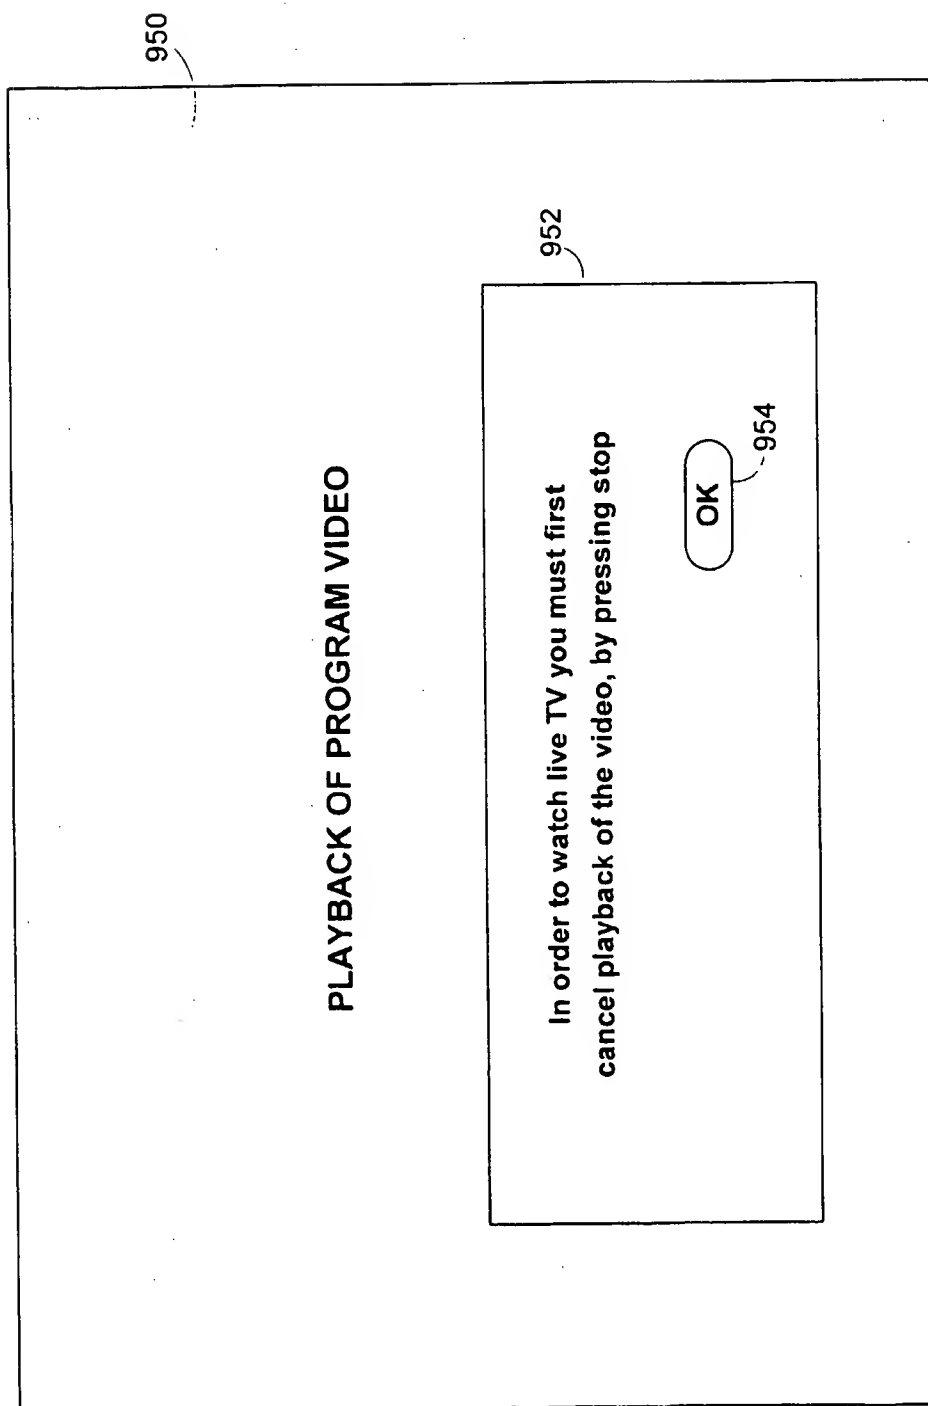 950
PLAYBACK OF PROGRAM VIDEO
952
In order to watch live TV you must first
cancel playback of the video, by pressing stop
OK
954